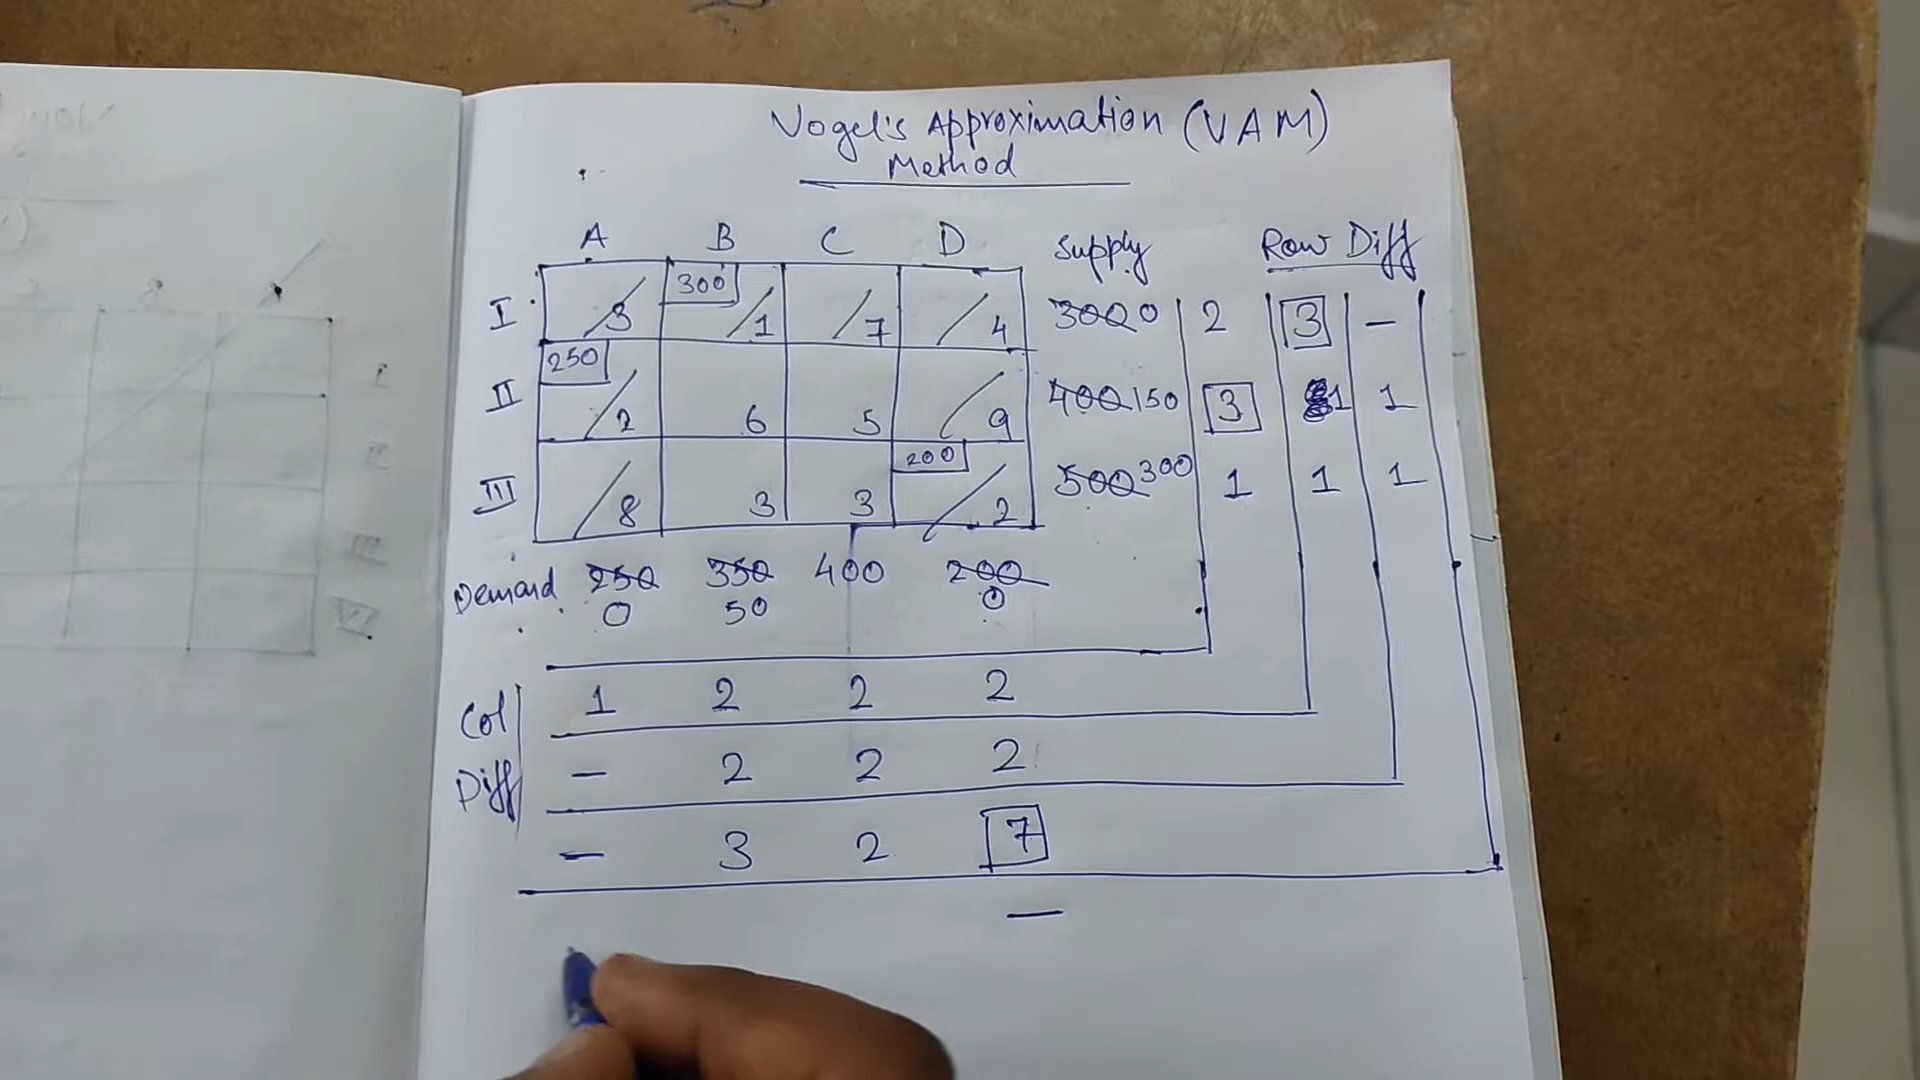 Vogel's Approximation (VAM)
Method
A B C D Supply Row Diff
300
I 3 1 7 4 300 0 2 3 —
250
II 2 6 5 9 400 150 3 1 1
200
III 8 3 3 2 500 300 1 1 1
Demand 250 350 400 200
0 50 0
Col 1 2 2 2
Diff — 2 2 2
— 3 2 7
—